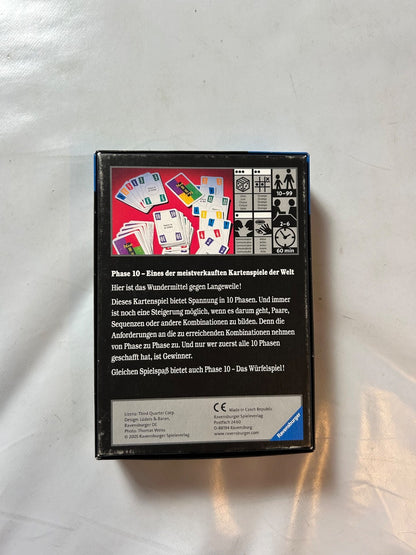 10–99
2–6
60 min
Phase 10 – Eines der meistverkauften Kartenspiele der Welt
Hier ist das Wundermittel gegen Langeweile!
Dieses Kartenspiel bietet Spannung in 10 Phasen. Und immer
ist noch eine Steigerung möglich, wenn es darum geht, Paare,
Sequenzen oder andere Kombinationen zu bilden. Denn die
Anforderungen an die zu erreichenden Kombinationen nehmen
von Phase zu Phase zu. Und nur wer zuerst alle 10 Phasen
geschafft hat, ist Gewinner.
Gleichen Spielspaß bietet auch Phase 10 – Das Würfelspiel!
Lizenz: Third Quarter Corp.
Design: Lüdels & Baran,
Ravensburger DE
Photo: Thomas Weiss
© 2005 Ravensburger Spieleverlag
CE Made in Czech Republic
Ravensburger Spieleverlag
Postfach 24 60
D-88194 Ravensburg
www.ravensburger.com
Ravensburger